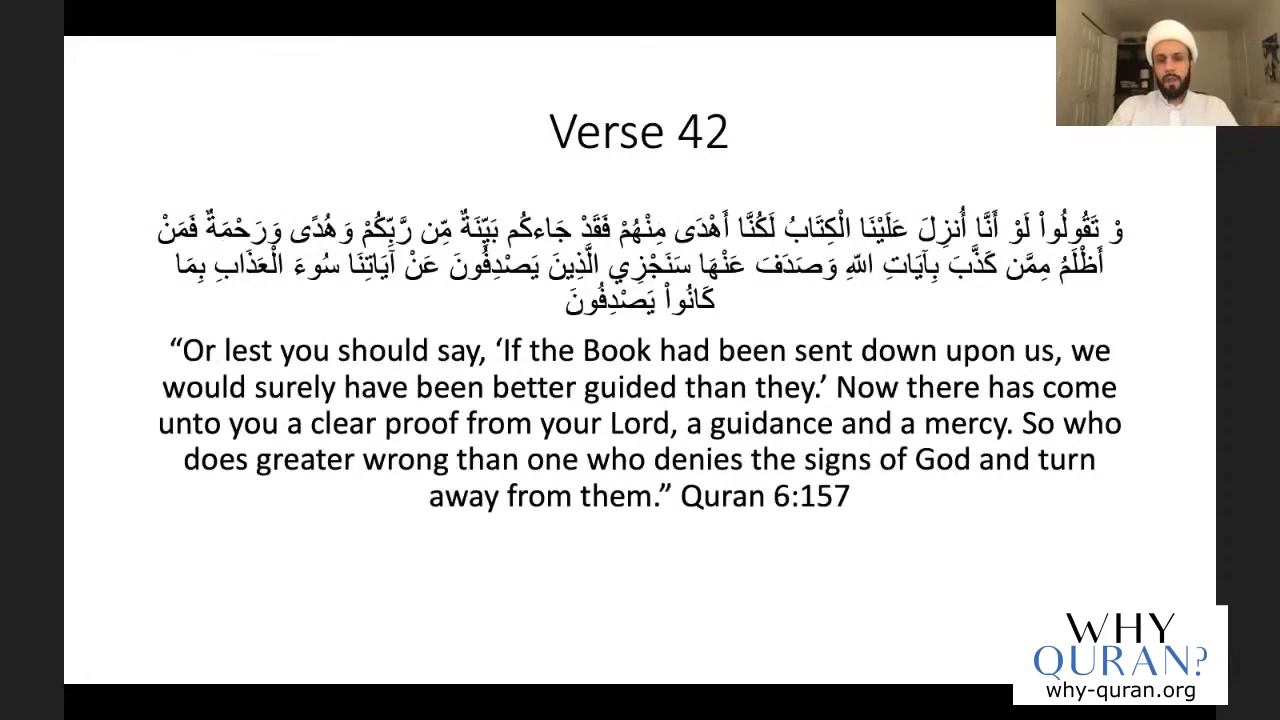 Verse 42
وْ تَقُولُواْ لَوْ أَنَّا أُنزِلَ عَلَيْنَا الْكِتَابُ لَكُنَّا أَهْدَى مِنْهُمْ فَقَدْ جَاءكُم بَيِّنَةٌ مِّن رَّبِّكُمْ وَهُدًى وَرَحْمَةٌ فَمَنْ
أَظْلَمُ مِمَّن كَذَّبَ بِآيَاتِ اللّهِ وَصَدَفَ عَنْهَا سَنَجْزِي الَّذِينَ يَصْدِفُونَ عَنْ آيَاتِنَا سُوءَ الْعَذَابِ بِمَا
كَانُواْ يَصْدِفُونَ
“Or lest you should say, ‘If the Book had been sent down upon us, we
would surely have been better guided than they.’ Now there has come
unto you a clear proof from your Lord, a guidance and a mercy. So who
does greater wrong than one who denies the signs of God and turn
away from them.” Quran 6:157
WHY
QURAN?
why-quran.org